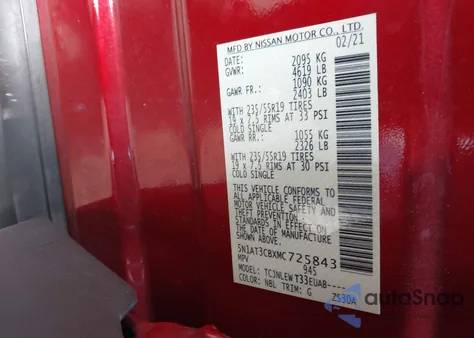 MFD BY NISSAN MOTOR CO., LTD.
DATE: 02/21
GVWR: 2095 KG
4619 LB
GAWR FR.: 1090 KG
2403 LB
WITH 235/55R19 TIRES
19 x 7.5 RIMS AT 33 PSI
COLD SINGLE
GAWR RR.: 1055 KG
2326 LB
WITH 235/55R19 TIRES
19 x 7.5 RIMS AT 30 PSI
COLD SINGLE
THIS VEHICLE CONFORMS TO
ALL APPLICABLE FEDERAL
MOTOR VEHICLE SAFETY AND
THEFT PREVENTION
STANDARDS IN EFFECT ON
THE DATE OF MANUFACTURE
SHOWN ABOVE.
5N1AT3CBXMC725843
MPV 945
MODEL: TCJNLEWT33EUAB----
COLOR: NBL TRIM: G
ZS30A
autoSnap